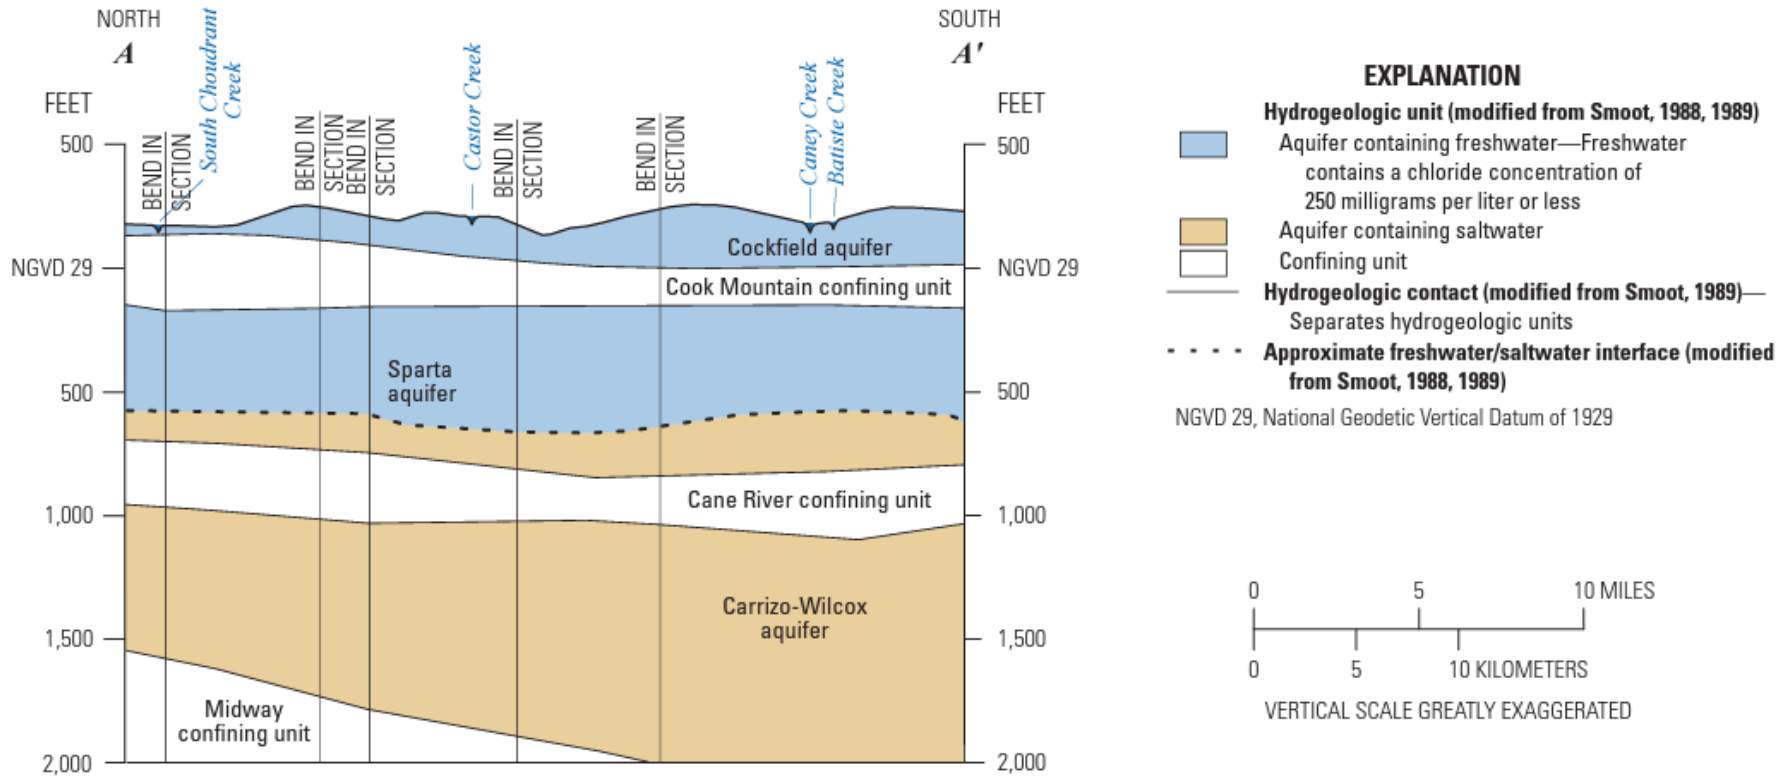 NORTH
A
SOUTH
A'
South Choudrant
Creek
Castor Creek
Caney Creek
Batiste Creek
FEET
FEET
BEND IN
SECTION
BEND IN
SECTION
BEND IN
SECTION
BEND IN
SECTION
BEND IN
SECTION
500
500
NGVD 29
NGVD 29
500
500
1,000
1,000
1,500
1,500
2,000
2,000
Cockfield aquifer
Cook Mountain confining unit
Sparta
aquifer
Cane River confining unit
Carrizo-Wilcox
aquifer
Midway
confining unit
EXPLANATION
Hydrogeologic unit (modified from Smoot, 1988, 1989)
Aquifer containing freshwater—Freshwater
contains a chloride concentration of
250 milligrams per liter or less
Aquifer containing saltwater
Confining unit
Hydrogeologic contact (modified from Smoot, 1989)—
Separates hydrogeologic units
Approximate freshwater/saltwater interface (modified
from Smoot, 1988, 1989)
NGVD 29, National Geodetic Vertical Datum of 1929
0 5 10 MILES
0 5 10 KILOMETERS
VERTICAL SCALE GREATLY EXAGGERATED